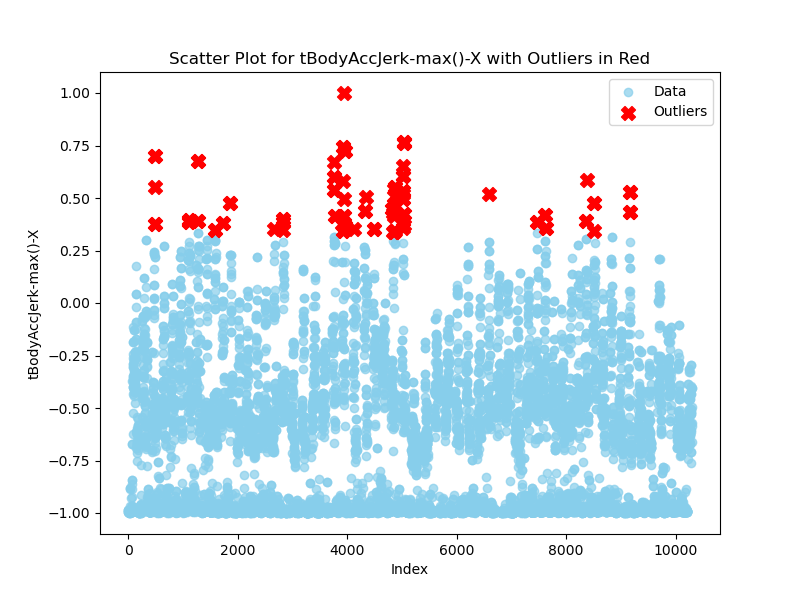 Scatter Plot for tBodyAccJerk-max()-X with Outliers in Red
Data
Outliers
tBodyAccJerk-max()-X
1.00
0.75
0.50
0.25
0.00
−0.25
−0.50
−0.75
−1.00
0 2000 4000 6000 8000 10000
Index